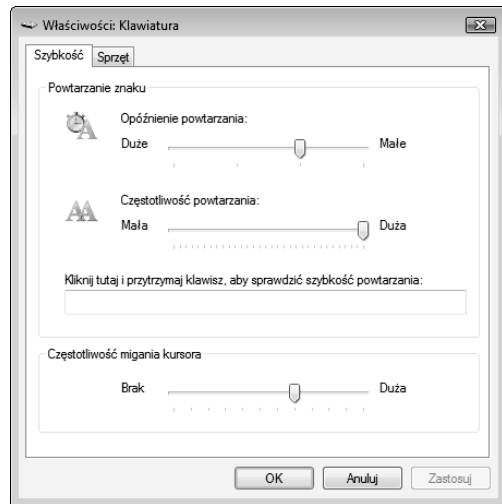 Właściwości: Klawiatura
Szybkość Sprzęt
Powtarzanie znaku
Opóźnienie powtarzania:
Duże Małe
Częstotliwość powtarzania:
Mała Duża
Kliknij tutaj i przytrzymaj klawisz, aby sprawdzić szybkość powtarzania:
Częstotliwość migania kursora
Brak Duża
OK Anuluj Zastosuj